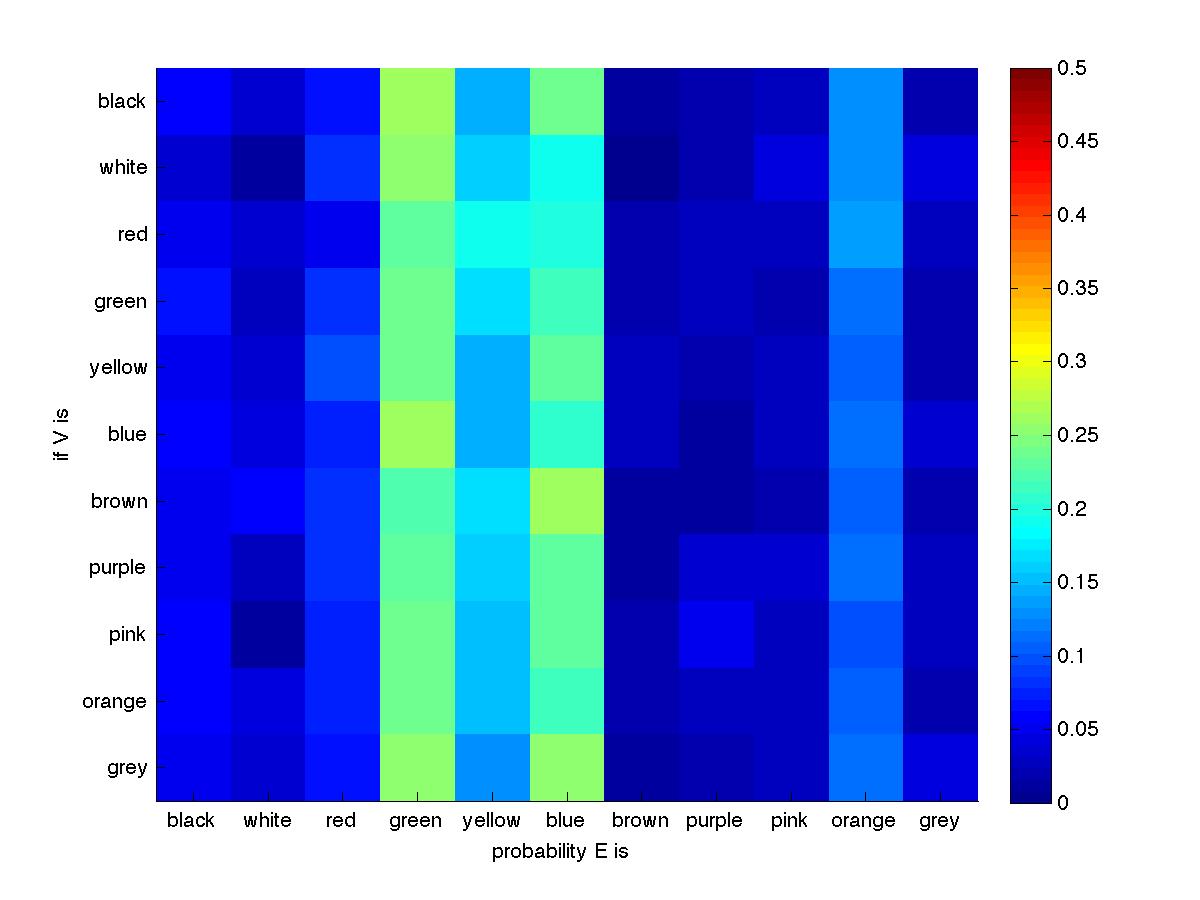 black
white
red
green
yellow
blue
brown
purple
pink
orange
grey
if V is
black white red green yellow blue brown purple pink orange grey
probability E is
0.5
0.45
0.4
0.35
0.3
0.25
0.2
0.15
0.1
0.05
0